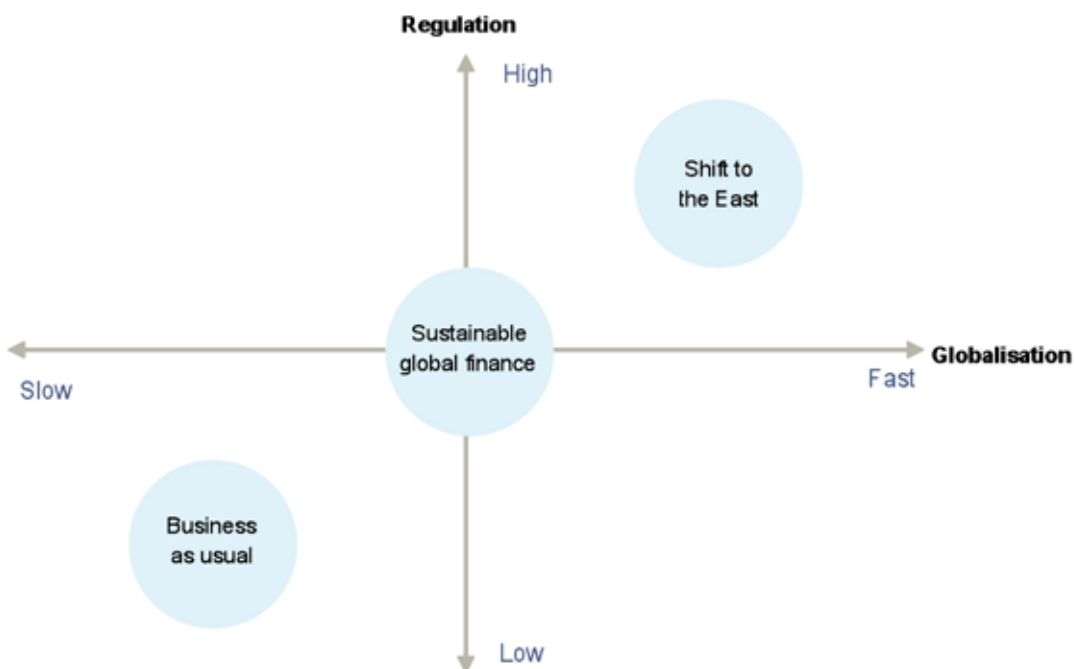 Regulation
High
Shift to
the East
Sustainable
global finance
Globalisation
Slow
Fast
Business
as usual
Low